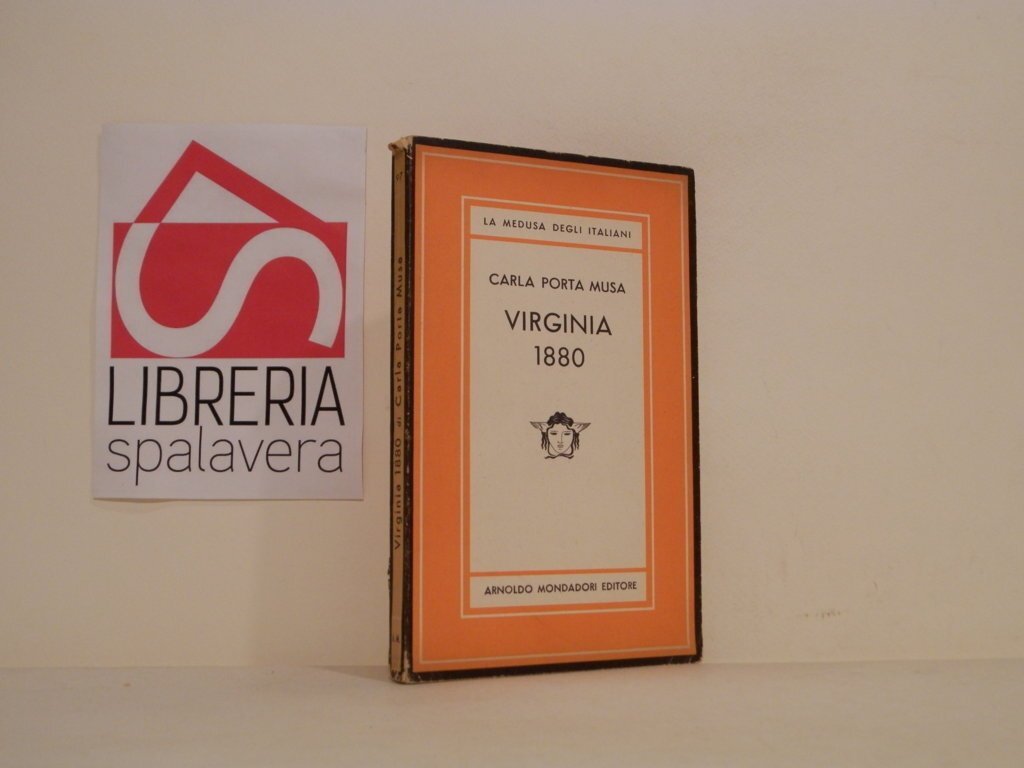 LIBRERIA
spalavera
Virginia 1880 di Carla Porta Musa
LA MEDUSA DEGLI ITALIANI
CARLA PORTA MUSA
VIRGINIA
1880
ARNOLDO MONDADORI EDITORE